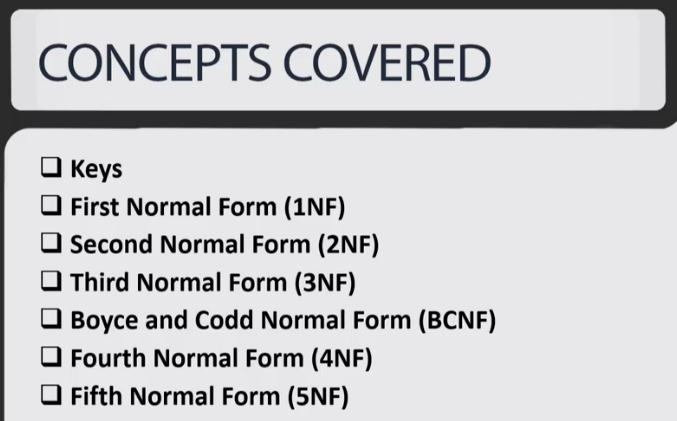 CONCEPTS COVERED
❑ Keys
❑ First Normal Form (1NF)
❑ Second Normal Form (2NF)
❑ Third Normal Form (3NF)
❑ Boyce and Codd Normal Form (BCNF)
❑ Fourth Normal Form (4NF)
❑ Fifth Normal Form (5NF)